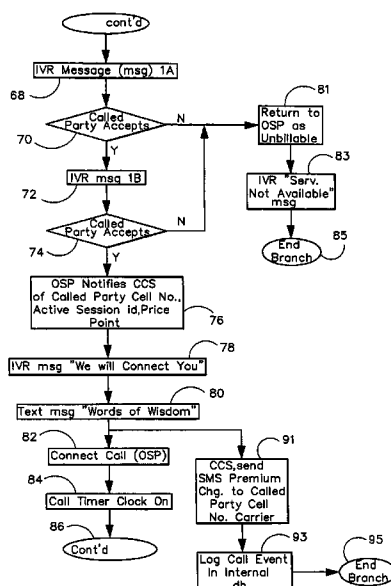 cont'd
IVR Message (msg) 1A
68
Called
Party Accepts
70
N
Y
81
Return to
OSP as
Unbillable
72
IVR msg 1B
83
IVR "Serv.
Not Available"
msg
Called
Party Accepts
74
N
Y
End
Branch
85
OSP Notifies CCS
of Called Party Cell No.,
Active Session id,Price
Point
76
78
IVR msg "We will Connect You"
80
Text msg "Words of Wisdom"
82
Connect Call (OSP)
91
CCS,send
SMS Premium
Chg. to Called
Party Cell
No. Carrier
84
Call Timer Clock On
86
Cont'd
93
Log Call Event
In Internal
db
95
End
Branch